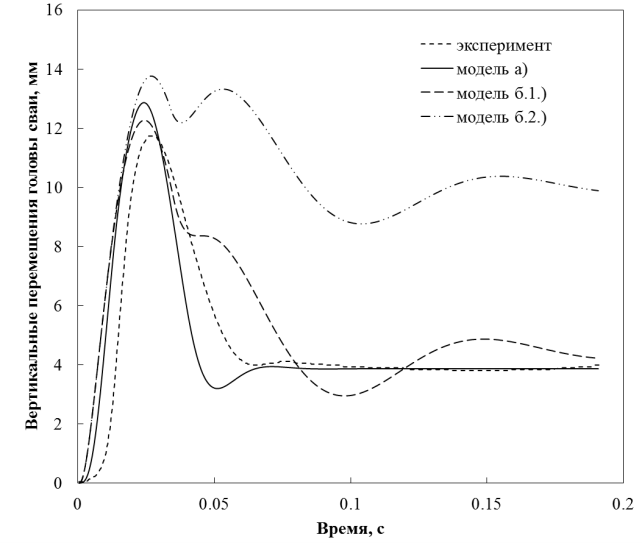 16
14
12
10
8
6
4
2
0
Вертикальные перемещения головы сваи, мм
эксперимент
модель а)
модель б.1.)
модель б.2.)
0 0.05 0.1 0.15 0.2
Время, с